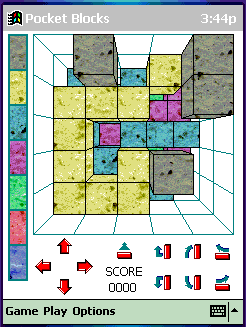 Pocket Blocks 3:44p
SCORE
0000
Game Play Options